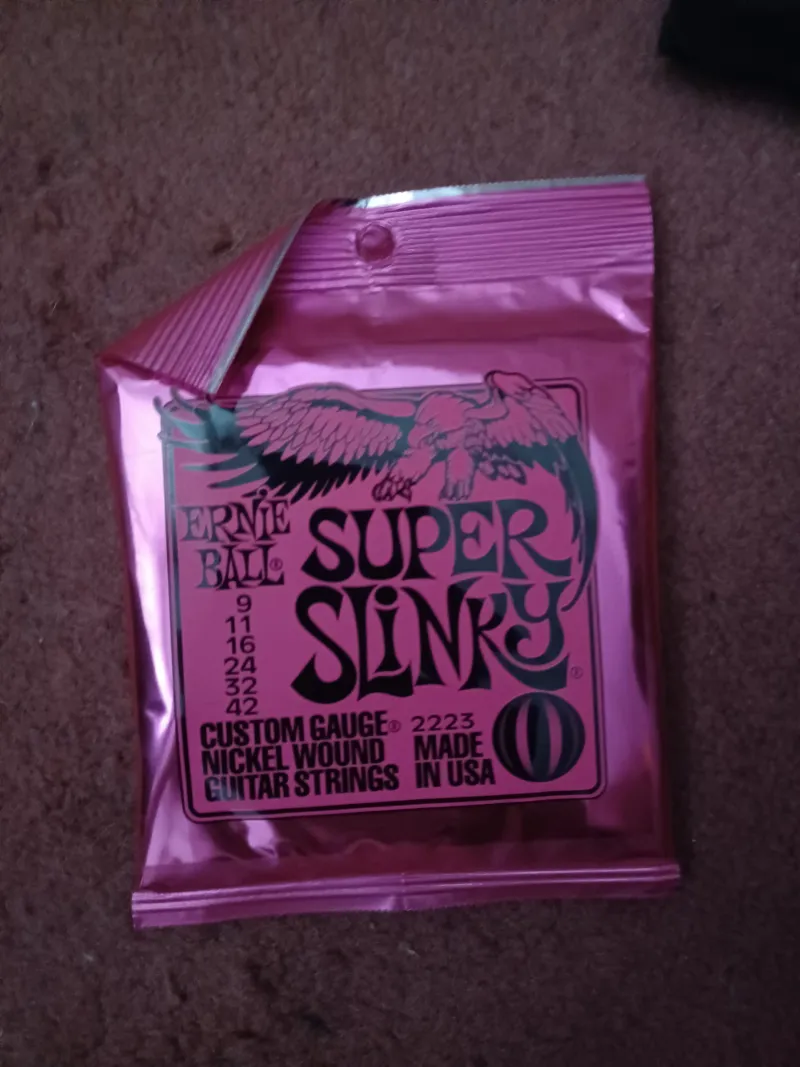 ERNIE
BALL®
SUPER
SLINKY®
9
11
16
24
32
42
CUSTOM GAUGE®
NICKEL WOUND
GUITAR STRINGS
2223
MADE
IN USA